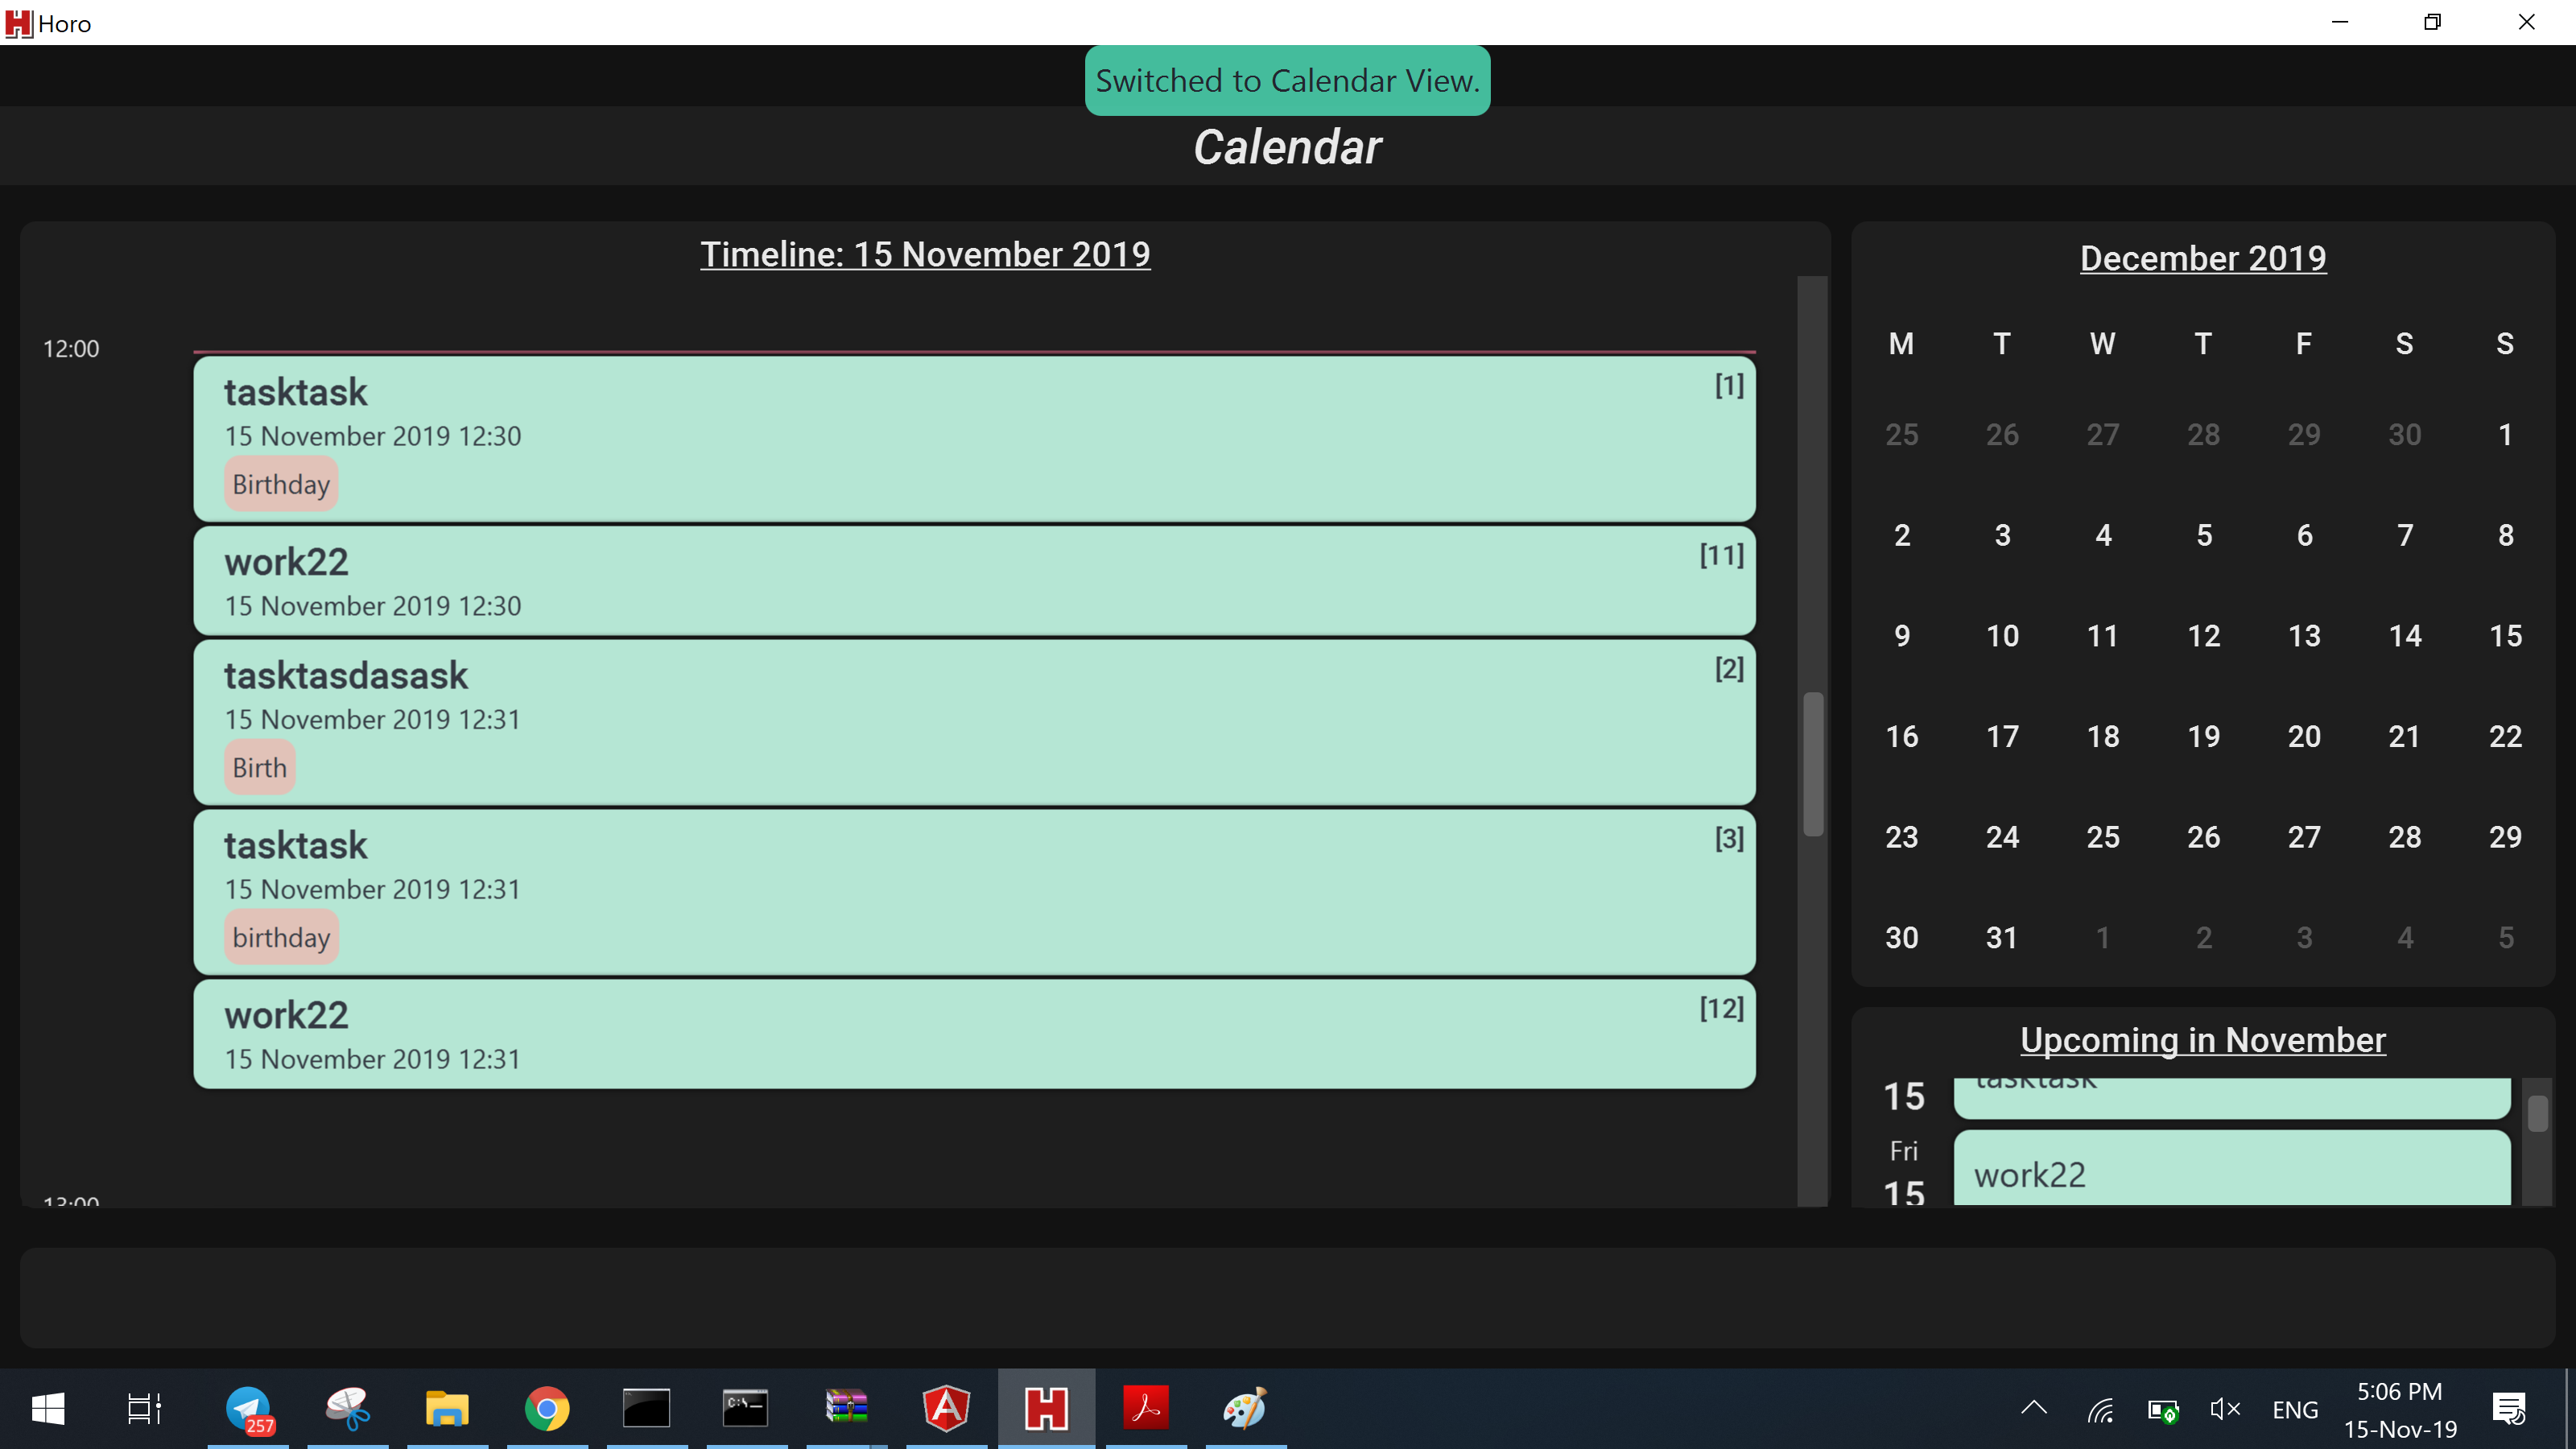 Horo
Switched to Calendar View.
Calendar
Timeline: 15 November 2019
12:00
tasktask
[1]
15 November 2019 12:30
Birthday
work22
[11]
15 November 2019 12:30
tasktasdasask
[2]
15 November 2019 12:31
Birth
tasktask
[3]
15 November 2019 12:31
birthday
work22
[12]
15 November 2019 12:31
13:00
December 2019
M T W T F S S
25 26 27 28 29 30 1
2 3 4 5 6 7 8
9 10 11 12 13 14 15
16 17 18 19 20 21 22
23 24 25 26 27 28 29
30 31 1 2 3 4 5
Upcoming in November
15
tasktask
Fri
15
work22
257
C:\
ENG
5:06 PM
15-Nov-19